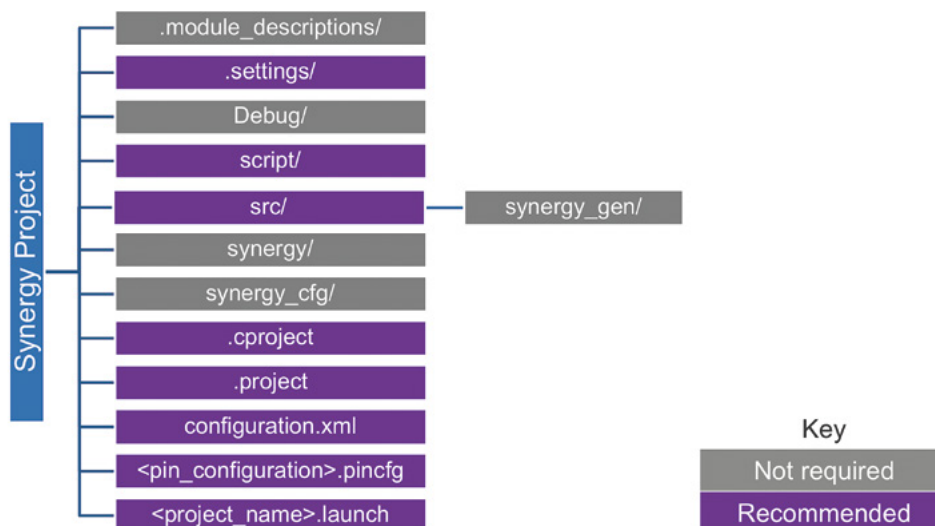 Synergy Project
.module_descriptions/
.settings/
Debug/
script/
src/
synergy_gen/
synergy/
synergy_cfg/
.cproject
.project
configuration.xml
<pin_configuration>.pincfg
<project_name>.launch
Key
Not required
Recommended